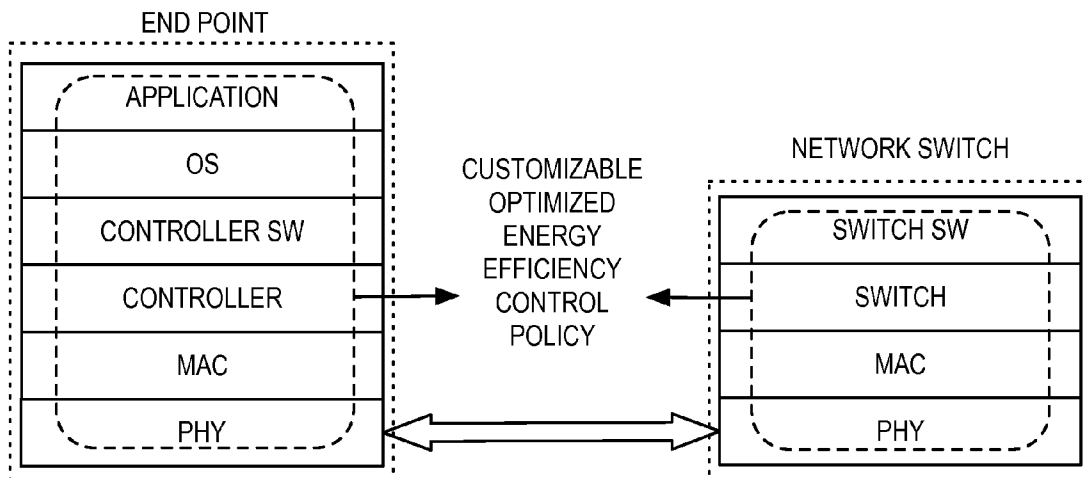 END POINT
APPLICATION
OS
CONTROLLER SW
CONTROLLER
MAC
PHY
CUSTOMIZABLE
OPTIMIZED
ENERGY
EFFICIENCY
CONTROL
POLICY
NETWORK SWITCH
SWITCH SW
SWITCH
MAC
PHY